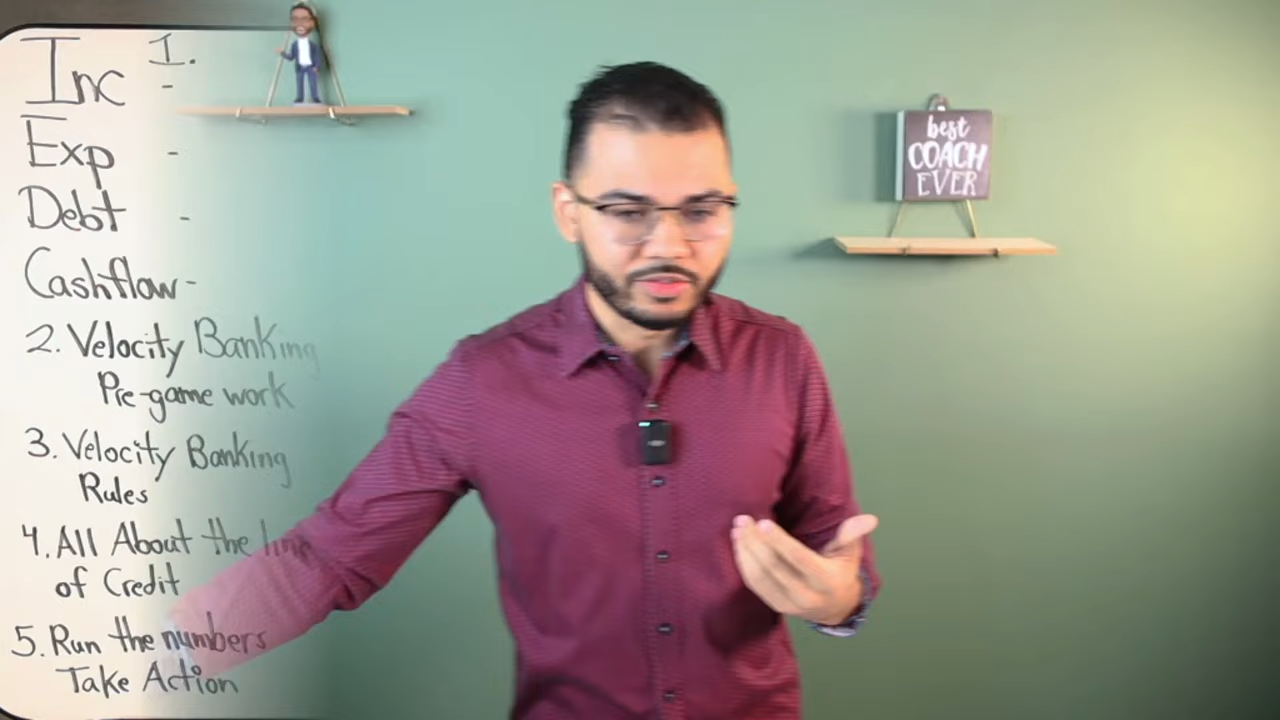 1.
Inc -
Exp -
Debt -
Cashflow-
2. Velocity Banking
Pre-game work
3. Velocity Banking
Rules
4. All About the line
of Credit
5. Run the numbers
Take Action
best
COACH
EVER